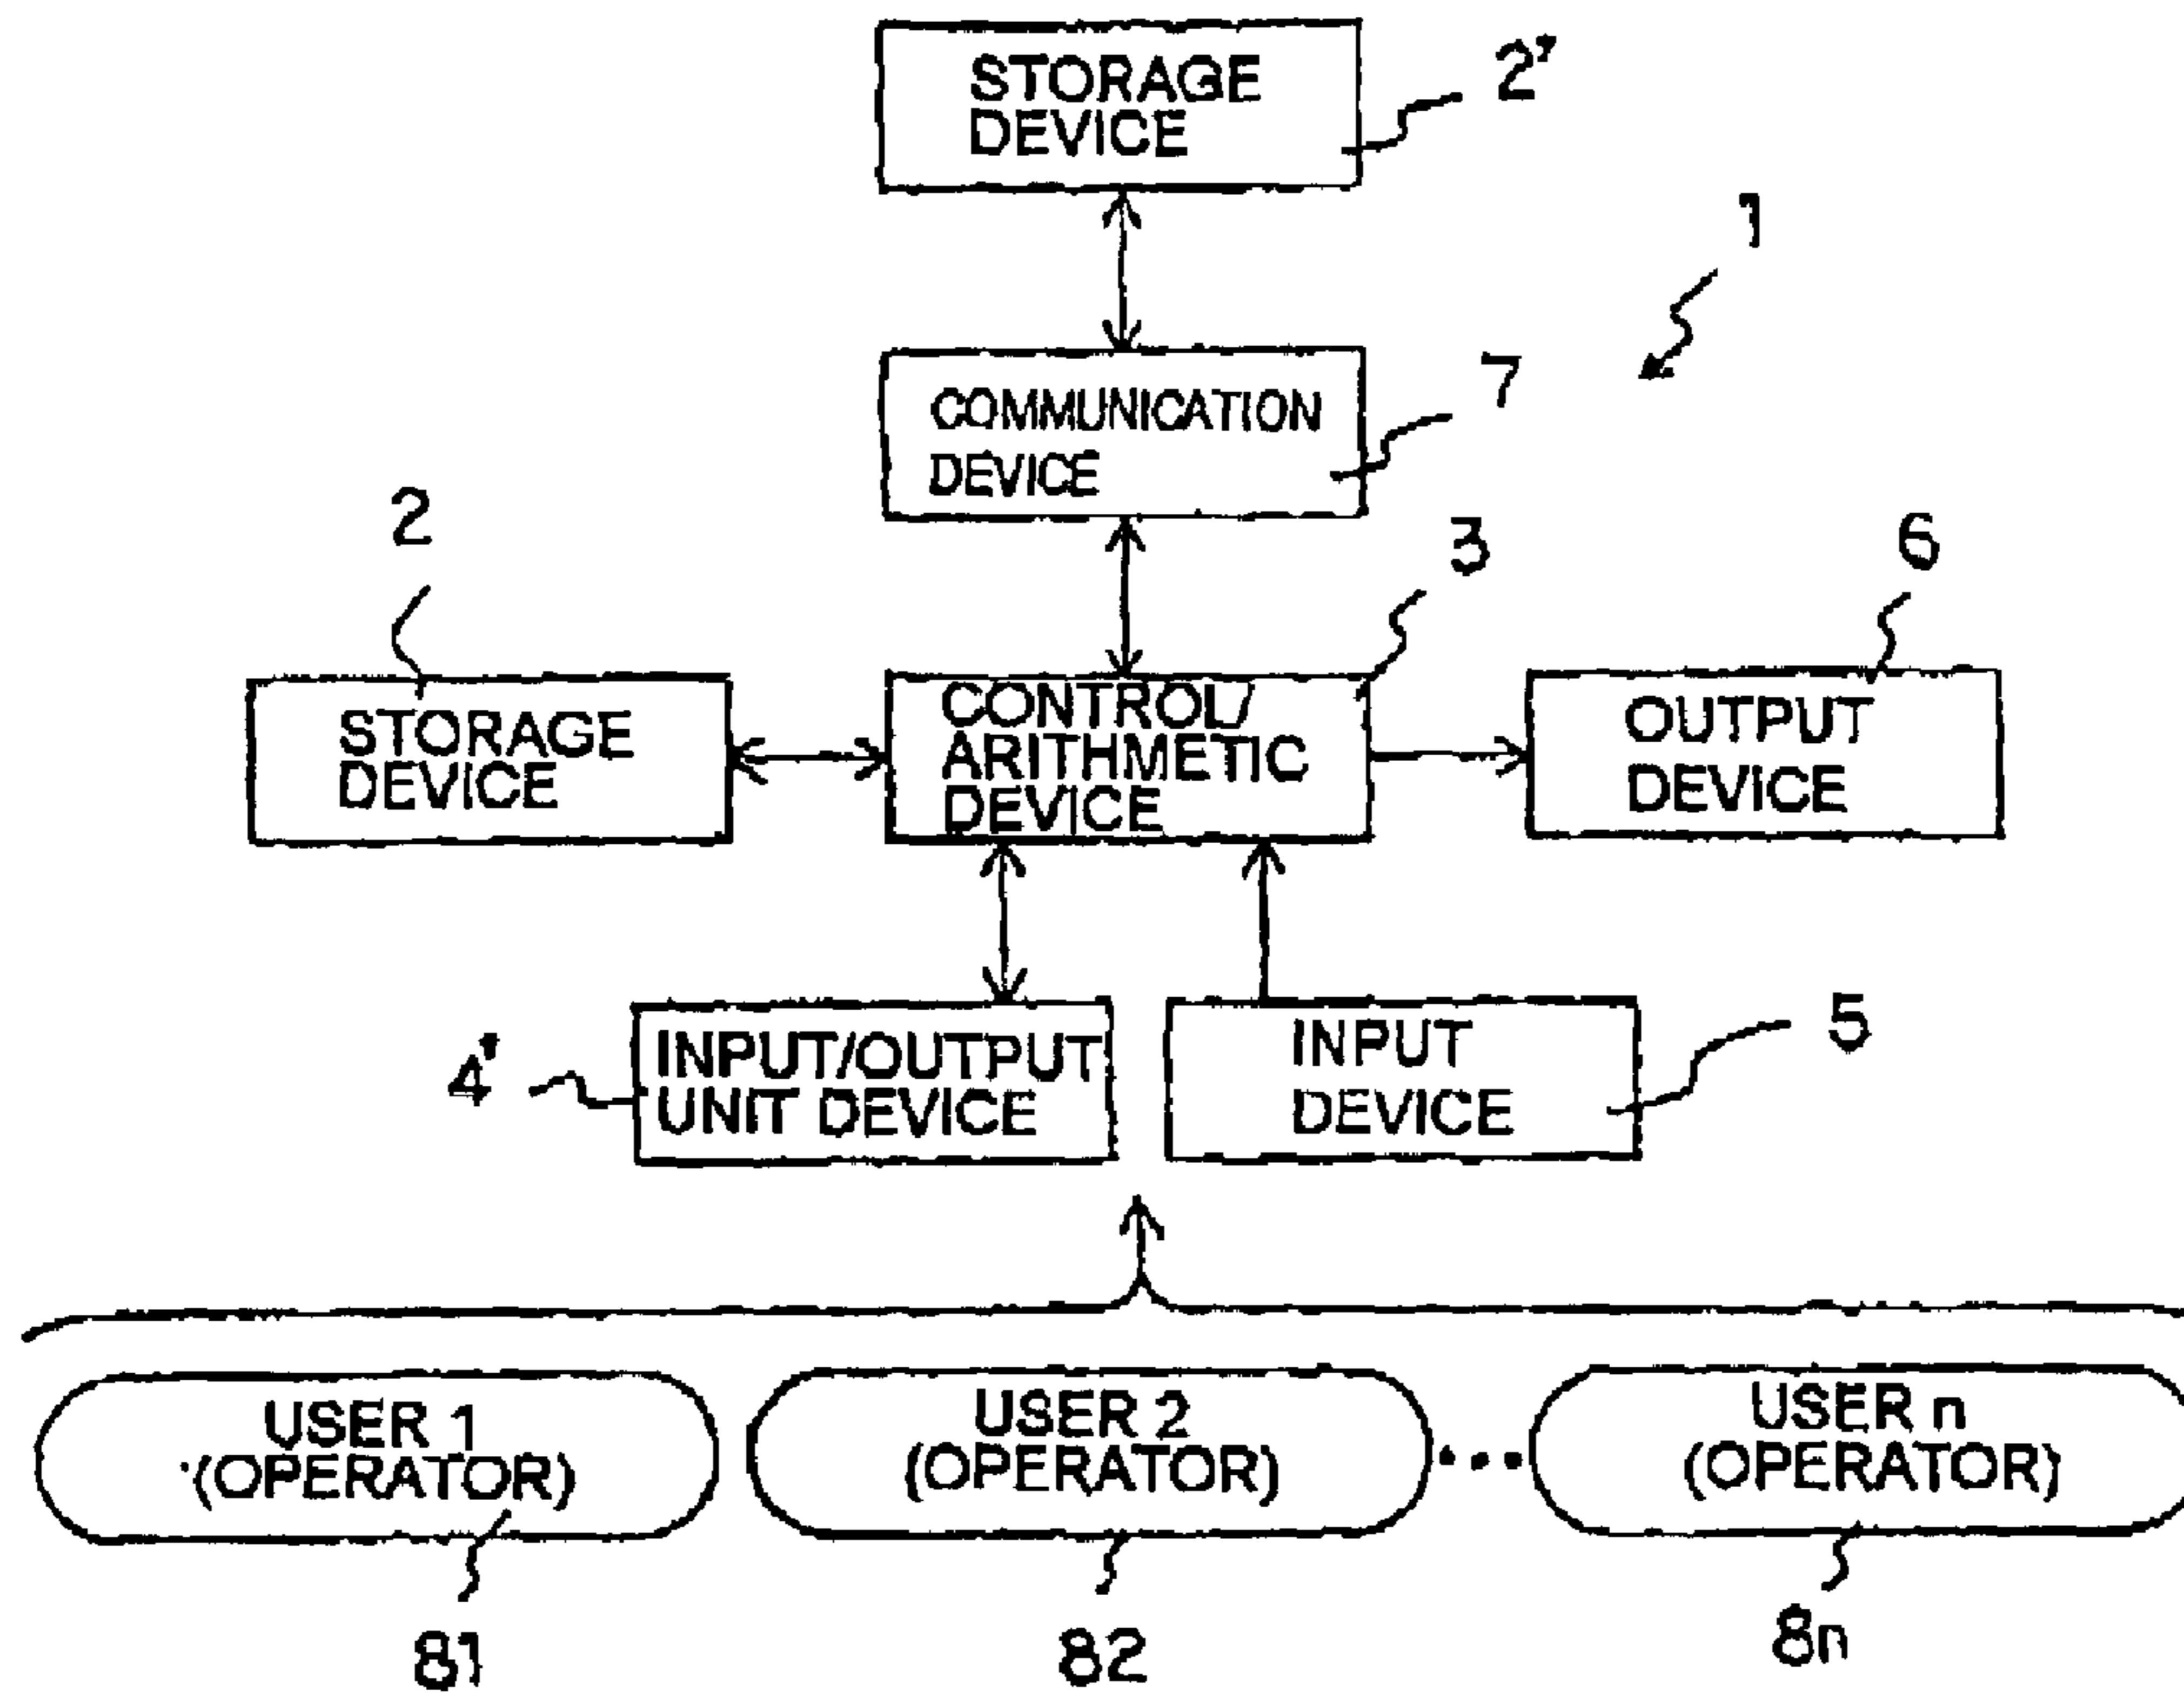 STORAGE
DEVICE
2'
1
COMMUNICATION
DEVICE
7
2
3
6
STORAGE
DEVICE
CONTROL/
ARITHMETIC
DEVICE
OUTPUT
DEVICE
4'
INPUT/OUTPUT
UNIT DEVICE
INPUT
DEVICE
5
USER 1
(OPERATOR)
USER 2
(OPERATOR)
•••
USER n
(OPERATOR)
81
82
8n